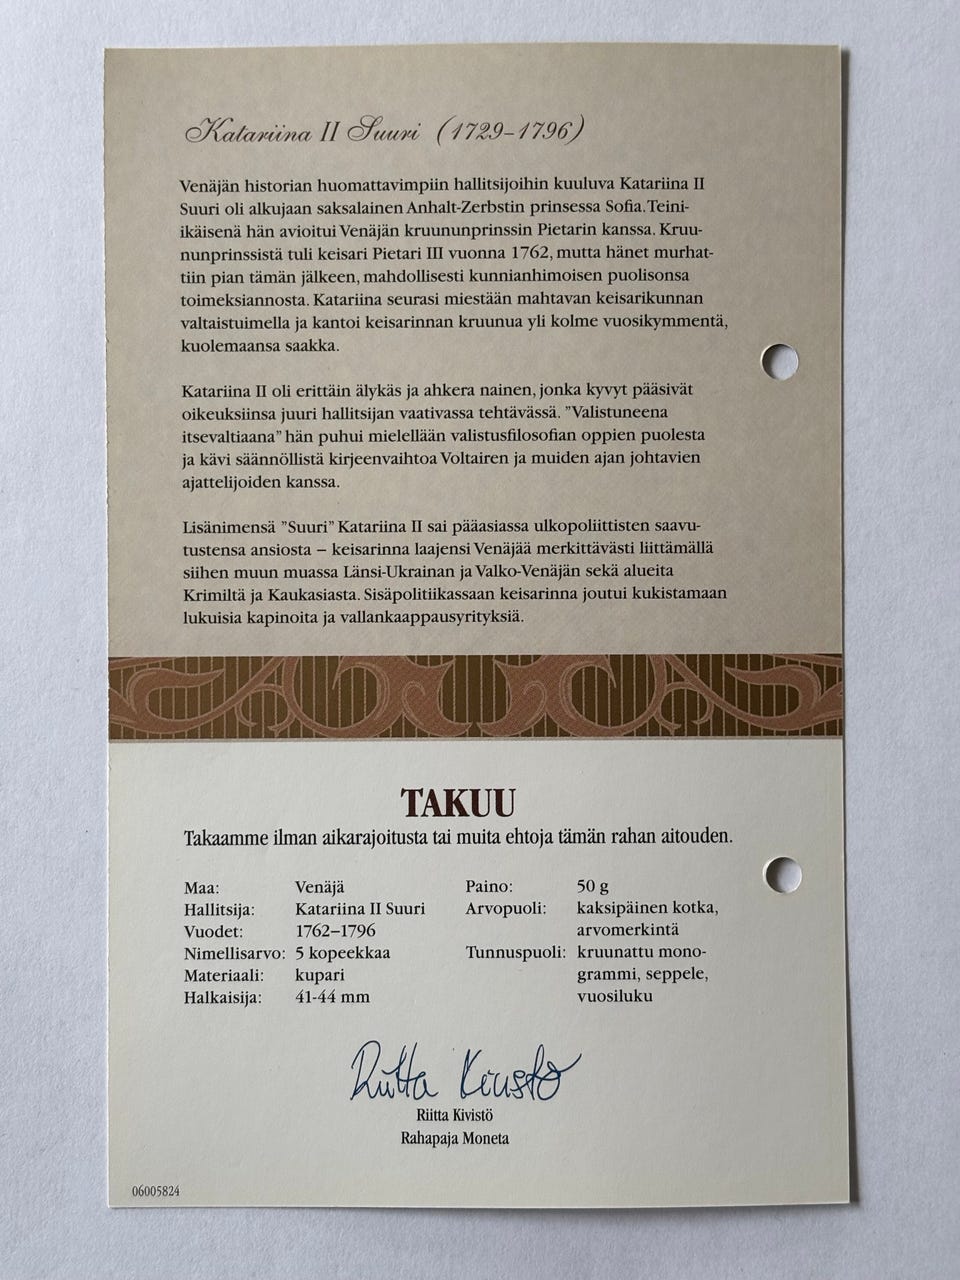 Katariina II Suuri (1729–1796)
Venäjän historian huomattavimpiin hallitsijoihin kuuluva Katariina II
Suuri oli alkujaan saksalainen Anhalt-Zerbstin prinsessa Sofia. Teini-
ikäisenä hän avioitui Venäjän kruununprinssin Pietarin kanssa. Kruu-
nunprinssistä tuli keisari Pietari III vuonna 1762, mutta hänet murhat-
tiin pian tämän jälkeen, mahdollisesti kunnianhimoisen puolisonsa
toimeksiannosta. Katariina seurasi miestään mahtavan keisarikunnan
valtaistuimella ja kantoi keisarinnan kruunua yli kolme vuosikymmentä,
kuolemaansa saakka.
Katariina II oli erittäin älykäs ja ahkera nainen, jonka kyvyt pääsivät
oikeuksiinsa juuri hallitsijan vaativassa tehtävässä. ”Valistuneena
itsevaltiaana” hän puhui mielellään valistusfilosofian oppien puolesta
ja kävi säännöllistä kirjeenvaihtoa Voltairen ja muiden ajan johtavien
ajattelijoiden kanssa.
Lisänimensä ”Suuri” Katariina II sai pääasiassa ulkopoliittisten saavu-
tustensa ansiosta – keisarinna laajensi Venäjää merkittävästi liittämällä
siihen muun muassa Länsi-Ukrainan ja Valko-Venäjän sekä alueita
Krimiltä ja Kaukasiasta. Sisäpolitiikassaan keisarinna joutui kukistamaan
lukuisia kapinoita ja vallankaappausyrityksiä.
TAKUU
Takaamme ilman aikarajoitusta tai muita ehtoja tämän rahan aitouden.
Maa: Venäjä
Hallitsija: Katariina II Suuri
Vuodet: 1762–1796
Nimellisarvo: 5 kopeekkaa
Materiaali: kupari
Halkaisija: 41-44 mm
Paino: 50 g
Arvopuoli: kaksipäinen kotka,
arvomerkintä
Tunnuspuoli: kruunattu mono-
grammi, seppele,
vuosiluku
Riitta Kivistö
Riitta Kivistö
Rahapaja Moneta
06005824